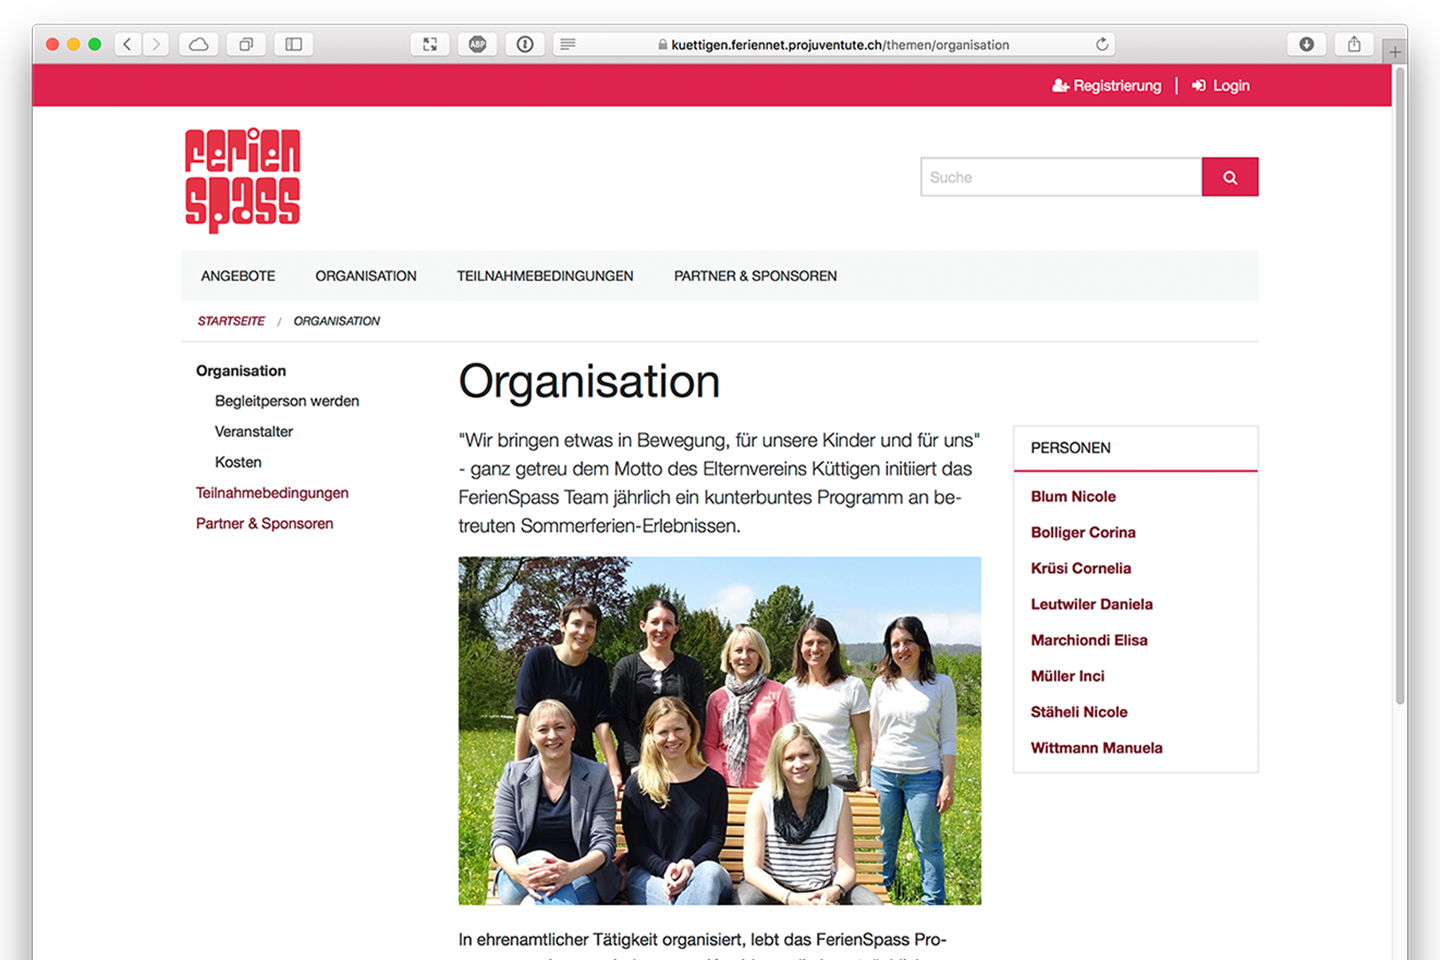 ABP
kuettigen.feriennet.projuventute.ch/themen/organisation
Registrierung | Login
ferien
spass
Suche
ANGEBOTE ORGANISATION TEILNAHMEBEDINGUNGEN PARTNER & SPONSOREN
STARTSEITE / ORGANISATION
Organisation
Begleitperson werden
Veranstalter
Kosten
Teilnahmebedingungen
Partner & Sponsoren
Organisation
"Wir bringen etwas in Bewegung, für unsere Kinder und für uns"
- ganz getreu dem Motto des Elternvereins Küttigen initiiert das
FerienSpass Team jährlich ein kunterbuntes Programm an be-
treuten Sommerferien-Erlebnissen.
In ehrenamtlicher Tätigkeit organisiert, lebt das FerienSpass Pro-
PERSONEN
Blum Nicole
Bolliger Corina
Krüsi Cornelia
Leutwiler Daniela
Marchiondi Elisa
Müller Inci
Stäheli Nicole
Wittmann Manuela